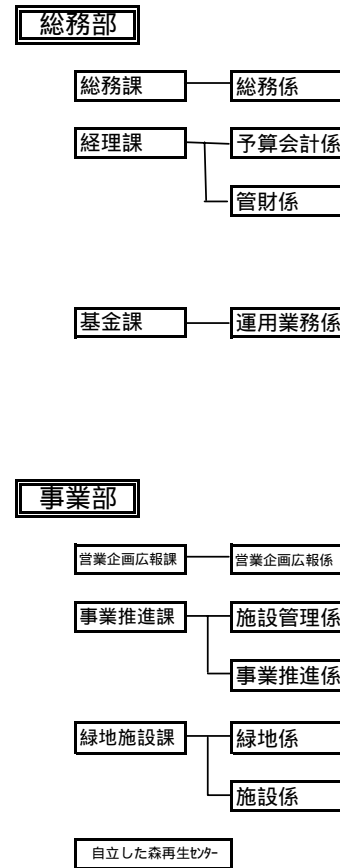 総務部
総務課 総務係
経理課 予算会計係
管財係
基金課 運用業務係
事業部
営業企画広報課 営業企画広報係
事業推進課 施設管理係
事業推進係
緑地施設課 緑地係
施設係
自立した森再生ｾﾝﾀｰ